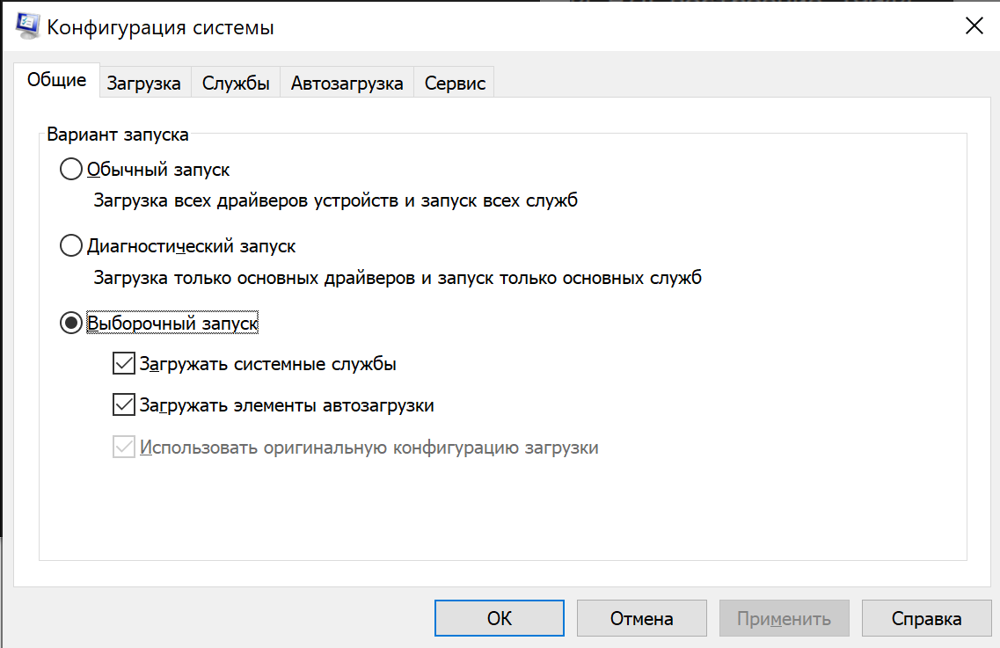 Конфигурация системы
Общие Загрузка Службы Автозагрузка Сервис
Вариант запуска
Обычный запуск
Загрузка всех драйверов устройств и запуск всех служб
Диагностический запуск
Загрузка только основных драйверов и запуск только основных служб
Выборочный запуск
Загружать системные службы
Загружать элементы автозагрузки
Использовать оригинальную конфигурацию загрузки
ОК Отмена Применить Справка